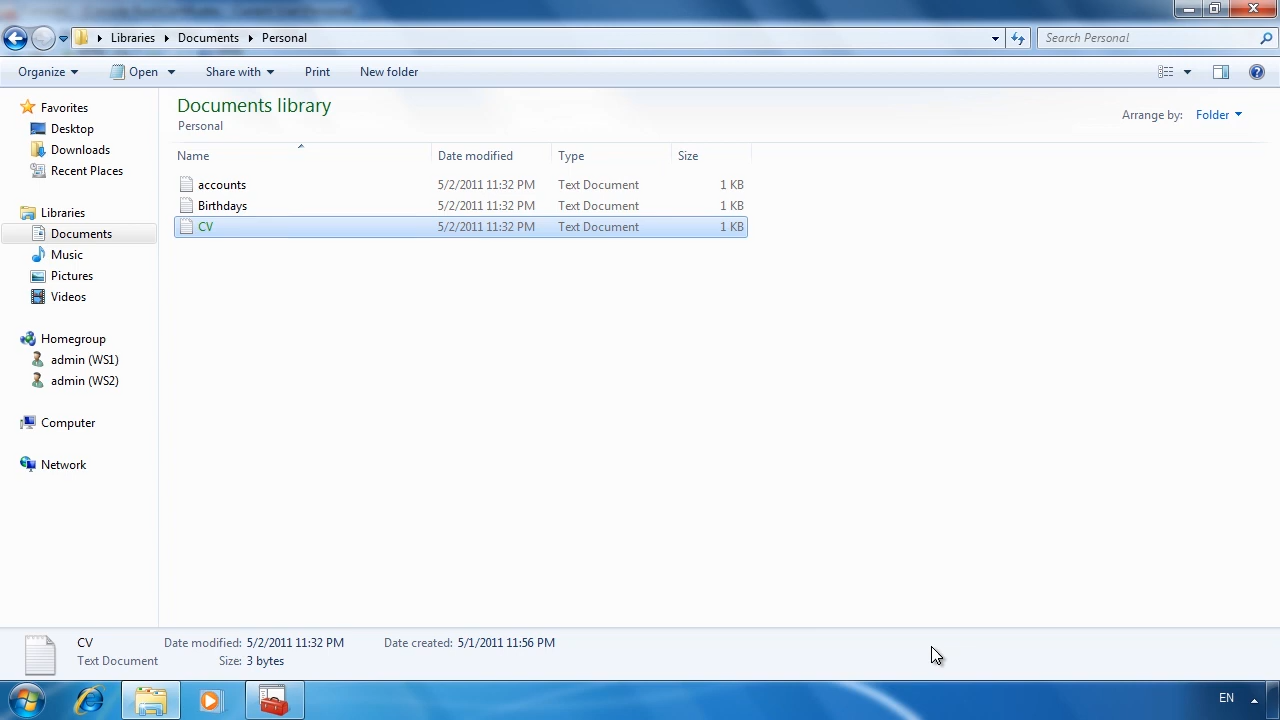 Libraries Documents Personal
Search Personal
Organize Open Share with Print New folder
Favorites
Desktop
Downloads
Recent Places
Libraries
Documents
Music
Pictures
Videos
Homegroup
admin (WS1)
admin (WS2)
Computer
Network
Documents library
Personal
Arrange by: Folder
Name Date modified Type Size
accounts 5/2/2011 11:32 PM Text Document 1 KB
Birthdays 5/2/2011 11:32 PM Text Document 1 KB
CV 5/2/2011 11:32 PM Text Document 1 KB
CV Date modified: 5/2/2011 11:32 PM Date created: 5/1/2011 11:56 PM
Text Document Size: 3 bytes
EN